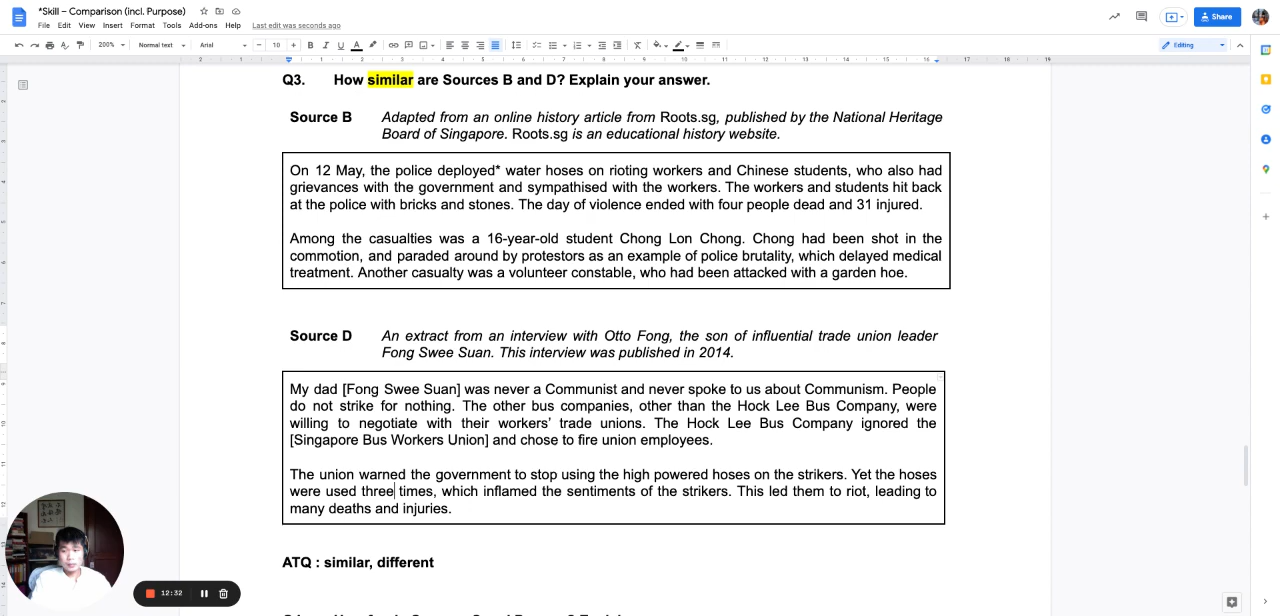 *Skill – Comparison (incl. Purpose)
File Edit View Insert Format Tools Add-ons Help Last edit was seconds ago
Share
200% Normal text Arial 10 Editing
Q3. How similar are Sources B and D? Explain your answer.
Source B Adapted from an online history article from Roots.sg, published by the National Heritage
Board of Singapore. Roots.sg is an educational history website.
On 12 May, the police deployed* water hoses on rioting workers and Chinese students, who also had
grievances with the government and sympathised with the workers. The workers and students hit back
at the police with bricks and stones. The day of violence ended with four people dead and 31 injured.
Among the casualties was a 16-year-old student Chong Lon Chong. Chong had been shot in the
commotion, and paraded around by protestors as an example of police brutality, which delayed medical
treatment. Another casualty was a volunteer constable, who had been attacked with a garden hoe.
Source D An extract from an interview with Otto Fong, the son of influential trade union leader
Fong Swee Suan. This interview was published in 2014.
My dad [Fong Swee Suan] was never a Communist and never spoke to us about Communism. People
do not strike for nothing. The other bus companies, other than the Hock Lee Bus Company, were
willing to negotiate with their workers' trade unions. The Hock Lee Bus Company ignored the
[Singapore Bus Workers Union] and chose to fire union employees.
The union warned the government to stop using the high powered hoses on the strikers. Yet the hoses
were used three times, which inflamed the sentiments of the strikers. This led them to riot, leading to
many deaths and injuries.
ATQ : similar, different
12:32